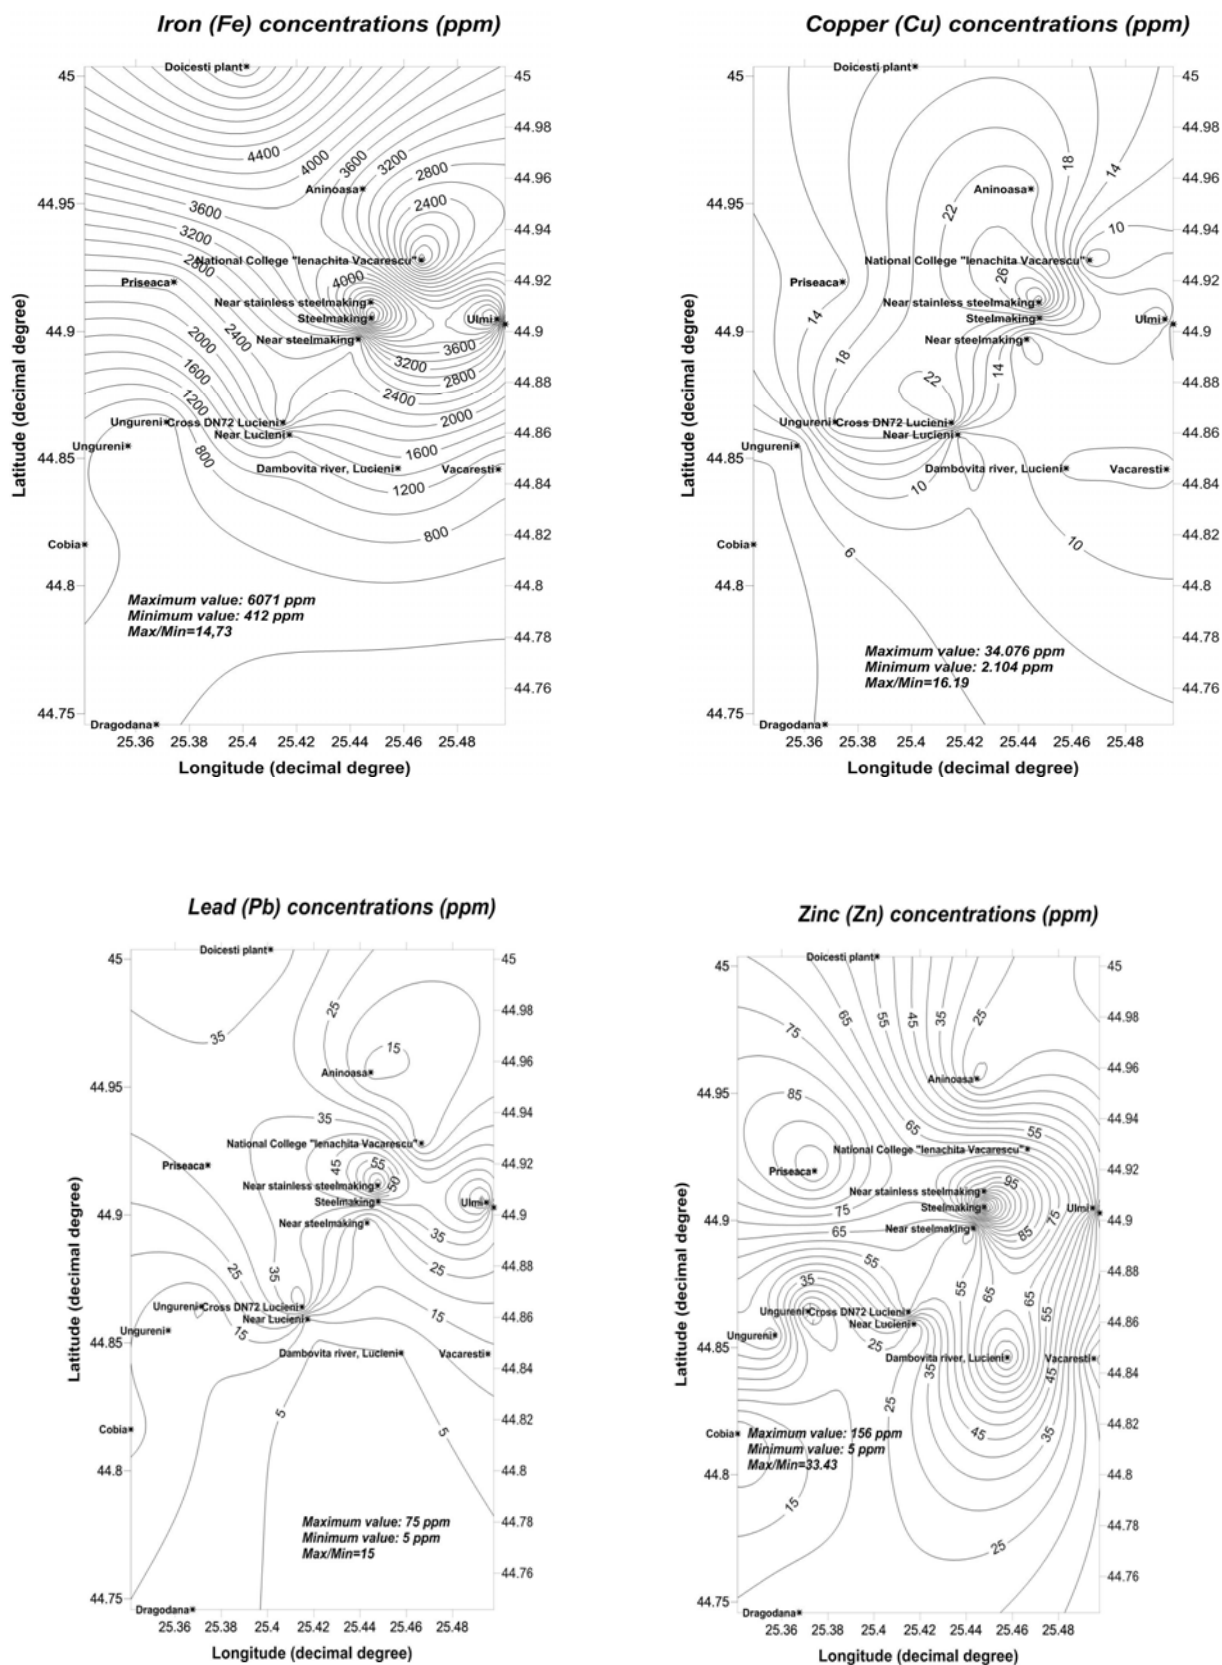 Iron (Fe) concentrations (ppm)
45
44.95
44.9
44.85
44.8
44.75
Latitude (decimal degree)
45
44.98
44.96
44.94
44.92
44.9
44.88
44.86
44.84
44.82
44.8
44.78
44.76
Doicesti plant
4400
4000
3600
3200
2800
2400
Aninoasa
3600
3200
2800
National College "Ienachita Vacarescu"
4000
Priseaca
Near stainless steelmaking
Steelmaking
Ulmi
Near steelmaking
2400
2000
1600
1200
800
3200
3600
2800
2400
2000
1600
1200
800
Ungureni
Cross DN72 Lucieni
Near Lucieni
Ungureni
Dambovita river, Lucieni
Vacaresti
Cobia
Maximum value: 6071 ppm
Minimum value: 412 ppm
Max/Min=14,73
Dragodana
25.36 25.4 25.42 25.44 25.46 25.48
Longitude (decimal degree)
Copper (Cu) concentrations (ppm)
45
44.95
44.9
44.85
44.8
44.75
Latitude (decimal degree)
45
44.98
44.96
44.94
44.92
44.9
44.88
44.86
44.84
44.82
44.8
44.78
44.76
Doicesti plant
18
14
Aninoasa
22
10
National College "Ienachita Vacarescu"
26
Priseaca
Near stainless steelmaking
Steelmaking
Ulmi
14
Near steelmaking
18
14
22
Ungureni
Cross DN72 Lucieni
Near Lucieni
Ungureni
Dambovita river, Lucieni
Vacaresti
10
10
6
Cobia
Maximum value: 34.076 ppm
Minimum value: 2.104 ppm
Max/Min=16.19
Dragodana
25.36 25.38 25.4 25.42 25.44 25.46 25.48
Longitude (decimal degree)
Lead (Pb) concentrations (ppm)
45
44.95
44.9
44.85
44.8
44.75
Latitude (decimal degree)
45
44.98
44.96
44.94
44.92
44.9
44.88
44.86
44.84
44.82
44.8
44.78
44.76
Doicesti plant
25
35
15
Aninoasa
35
National College "Ienachita Vacarescu"
45
55
50
Priseaca
Near stainless steelmaking
Steelmaking
Ulmi
Near steelmaking
35
25
35
25
15
Ungureni
Cross DN72 Lucieni
Near Lucieni
Ungureni
15
Dambovita river, Lucieni
Vacaresti
5
5
Cobia
Maximum value: 75 ppm
Minimum value: 5 ppm
Max/Min=15
Dragodana
25.36 25.38 25.4 25.42 25.44 25.46 25.48
Longitude (decimal degree)
Zinc (Zn) concentrations (ppm)
45
44.95
44.9
44.85
44.8
44.75
Latitude (decimal degree)
45
44.98
44.96
44.94
44.92
44.9
44.88
44.86
44.84
44.82
44.8
44.78
44.76
Doicesti plant
75
65
55
45
35
25
Aninoasa
85
65
55
National College "Ienachita Vacarescu"
Priseaca
95
Near stainless steelmaking
Steelmaking
Ulmi
75
75
Near steelmaking
85
65
55
35
55
65
65
55
Ungureni
Cross DN72 Lucieni
Near Lucieni
Ungureni
25
Dambovita river, Lucieni
Vacaresti
35
45
25
45
35
Cobia
Maximum value: 156 ppm
Minimum value: 5 ppm
Max/Min=33.43
15
25
Dragodana
25.36 25.38 25.40 25.42 25.44 25.46 25.48
Longitude (decimal degree)